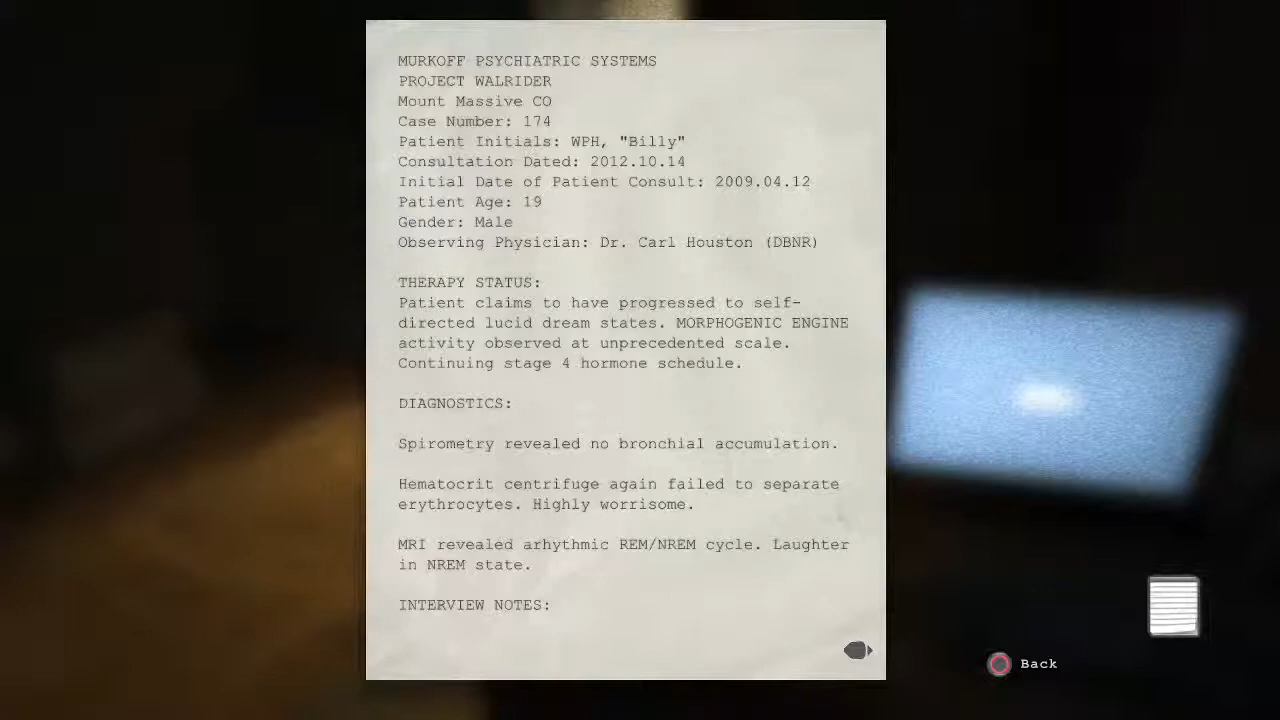 MURKOFF PSYCHIATRIC SYSTEMS
PROJECT WALRIDER
Mount Massive CO
Case Number: 174
Patient Initials: WPH, "Billy"
Consultation Dated: 2012.10.14
Initial Date of Patient Consult: 2009.04.12
Patient Age: 19
Gender: Male
Observing Physician: Dr. Carl Houston (DBNR)
THERAPY STATUS:
Patient claims to have progressed to self-
directed lucid dream states. MORPHOGENIC ENGINE
activity observed at unprecedented scale.
Continuing stage 4 hormone schedule.
DIAGNOSTICS:
Spirometry revealed no bronchial accumulation.
Hematocrit centrifuge again failed to separate
erythrocytes. Highly worrisome.
MRI revealed arhythmic REM/NREM cycle. Laughter
in NREM state.
INTERVIEW NOTES:
Back